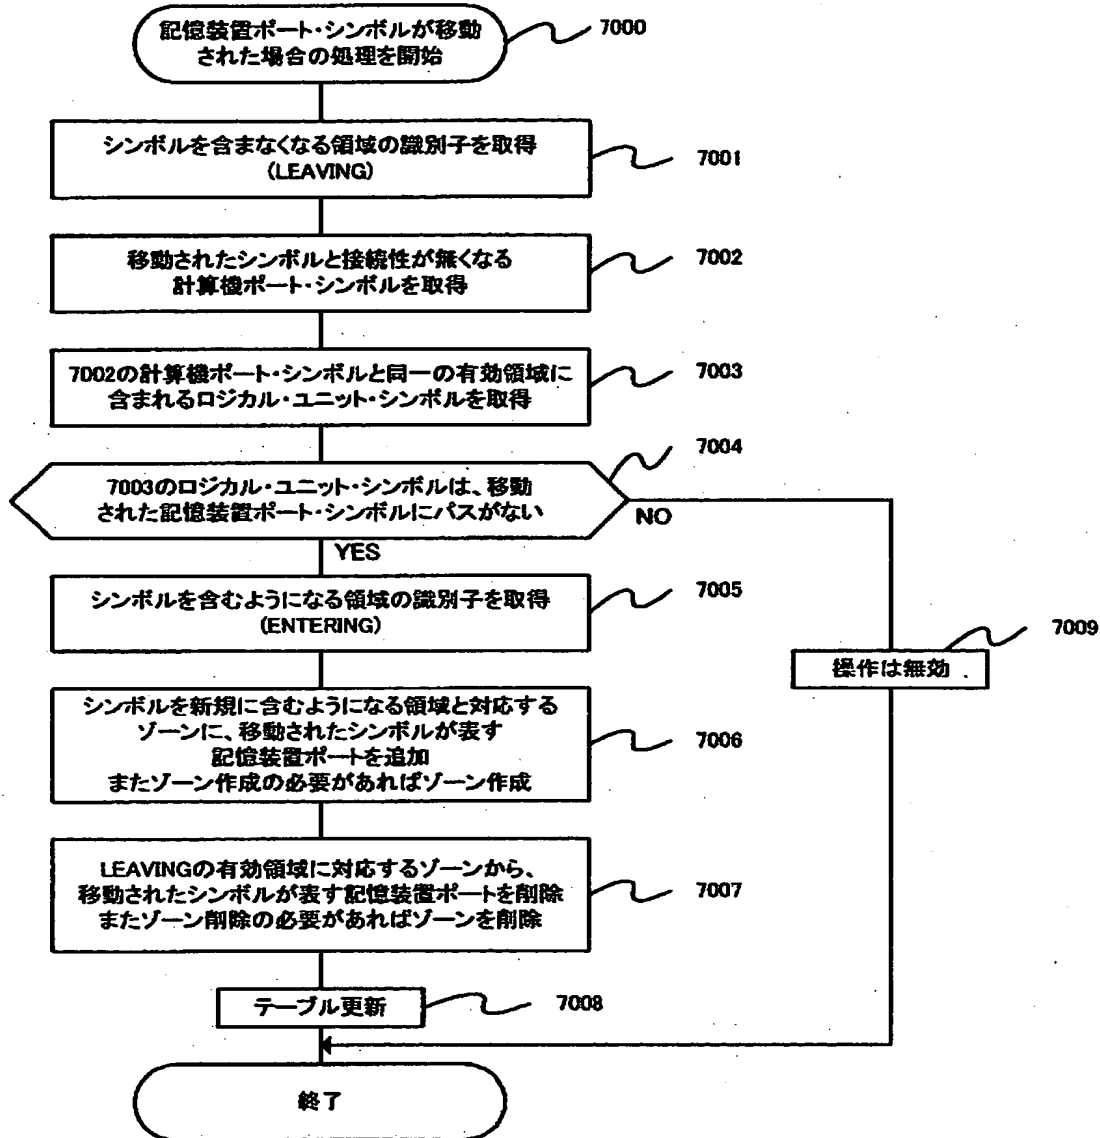 記憶装置ポート・シンボルが移動
された場合の処理を開始
7000
シンボルを含まなくなる領域の識別子を取得
(LEAVING)
7001
移動されたシンボルと接続性が無くなる
計算機ポート・シンボルを取得
7002
7002の計算機ポート・シンボルと同一の有効領域に
含まれるロジカル・ユニット・シンボルを取得
7003
7004
7003のロジカル・ユニット・シンボルは、移動
された記憶装置ポート・シンボルにパスがない
NO
YES
シンボルを含むようになる領域の識別子を取得
(ENTERING)
7005
7009
操作は無効
シンボルを新規に含むようになる領域と対応する
ゾーンに、移動されたシンボルが表す
記憶装置ポートを追加
またゾーン作成の必要があればゾーン作成
7006
LEAVINGの有効領域に対応するゾーンから、
移動されたシンボルが表す記憶装置ポートを削除
またゾーン削除の必要があればゾーンを削除
7007
テーブル更新
7008
終了